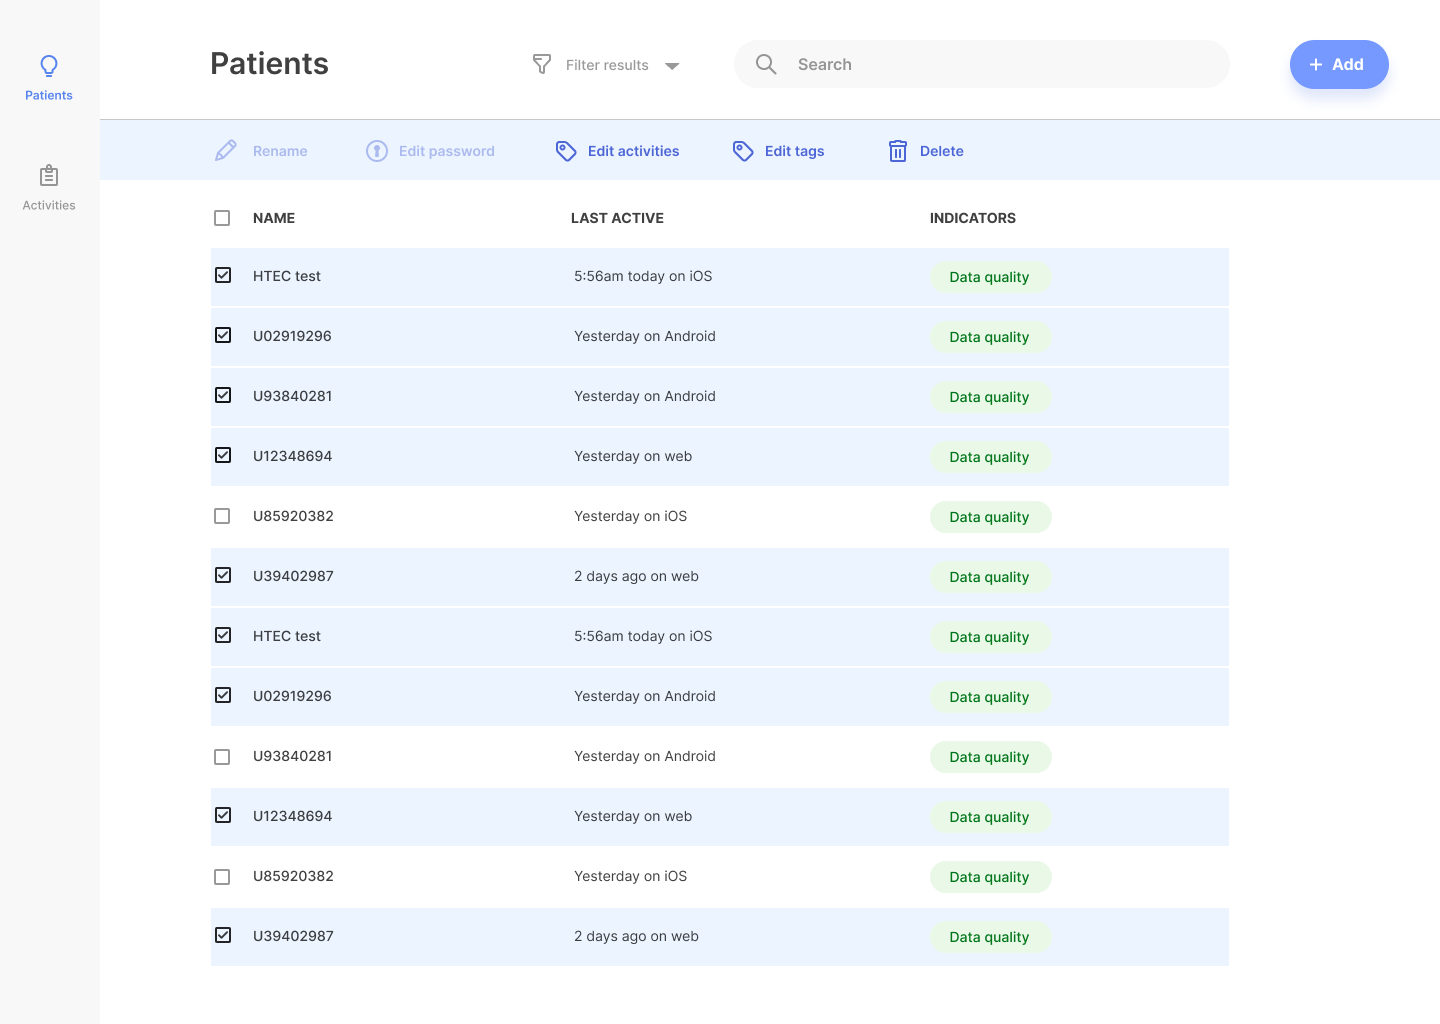 Patients
Activities
Patients
Filter results
Search
+ Add
Rename Edit password Edit activities Edit tags Delete
NAME LAST ACTIVE INDICATORS
HTEC test 5:56am today on iOS Data quality
U02919296 Yesterday on Android Data quality
U93840281 Yesterday on Android Data quality
U12348694 Yesterday on web Data quality
U85920382 Yesterday on iOS Data quality
U39402987 2 days ago on web Data quality
HTEC test 5:56am today on iOS Data quality
U02919296 Yesterday on Android Data quality
U93840281 Yesterday on Android Data quality
U12348694 Yesterday on web Data quality
U85920382 Yesterday on iOS Data quality
U39402987 2 days ago on web Data quality